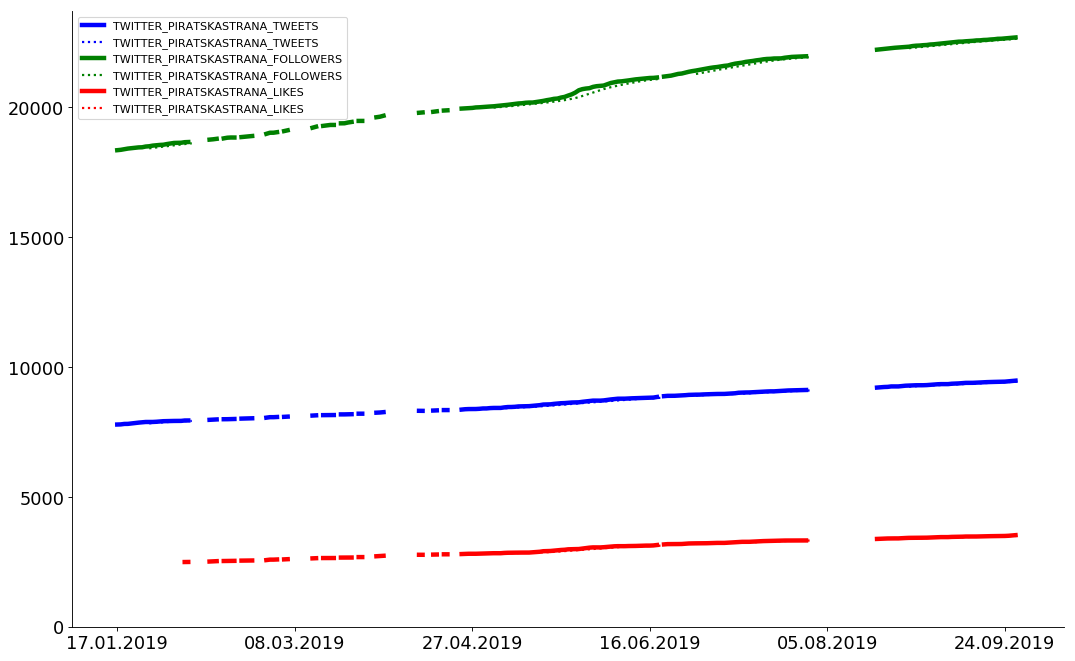 TWITTER_PIRATSKASTRANA_TWEETS
TWITTER_PIRATSKASTRANA_TWEETS
TWITTER_PIRATSKASTRANA_FOLLOWERS
TWITTER_PIRATSKASTRANA_FOLLOWERS
TWITTER_PIRATSKASTRANA_LIKES
TWITTER_PIRATSKASTRANA_LIKES
20000
15000
10000
5000
0
17.01.2019 08.03.2019 27.04.2019 16.06.2019 05.08.2019 24.09.2019